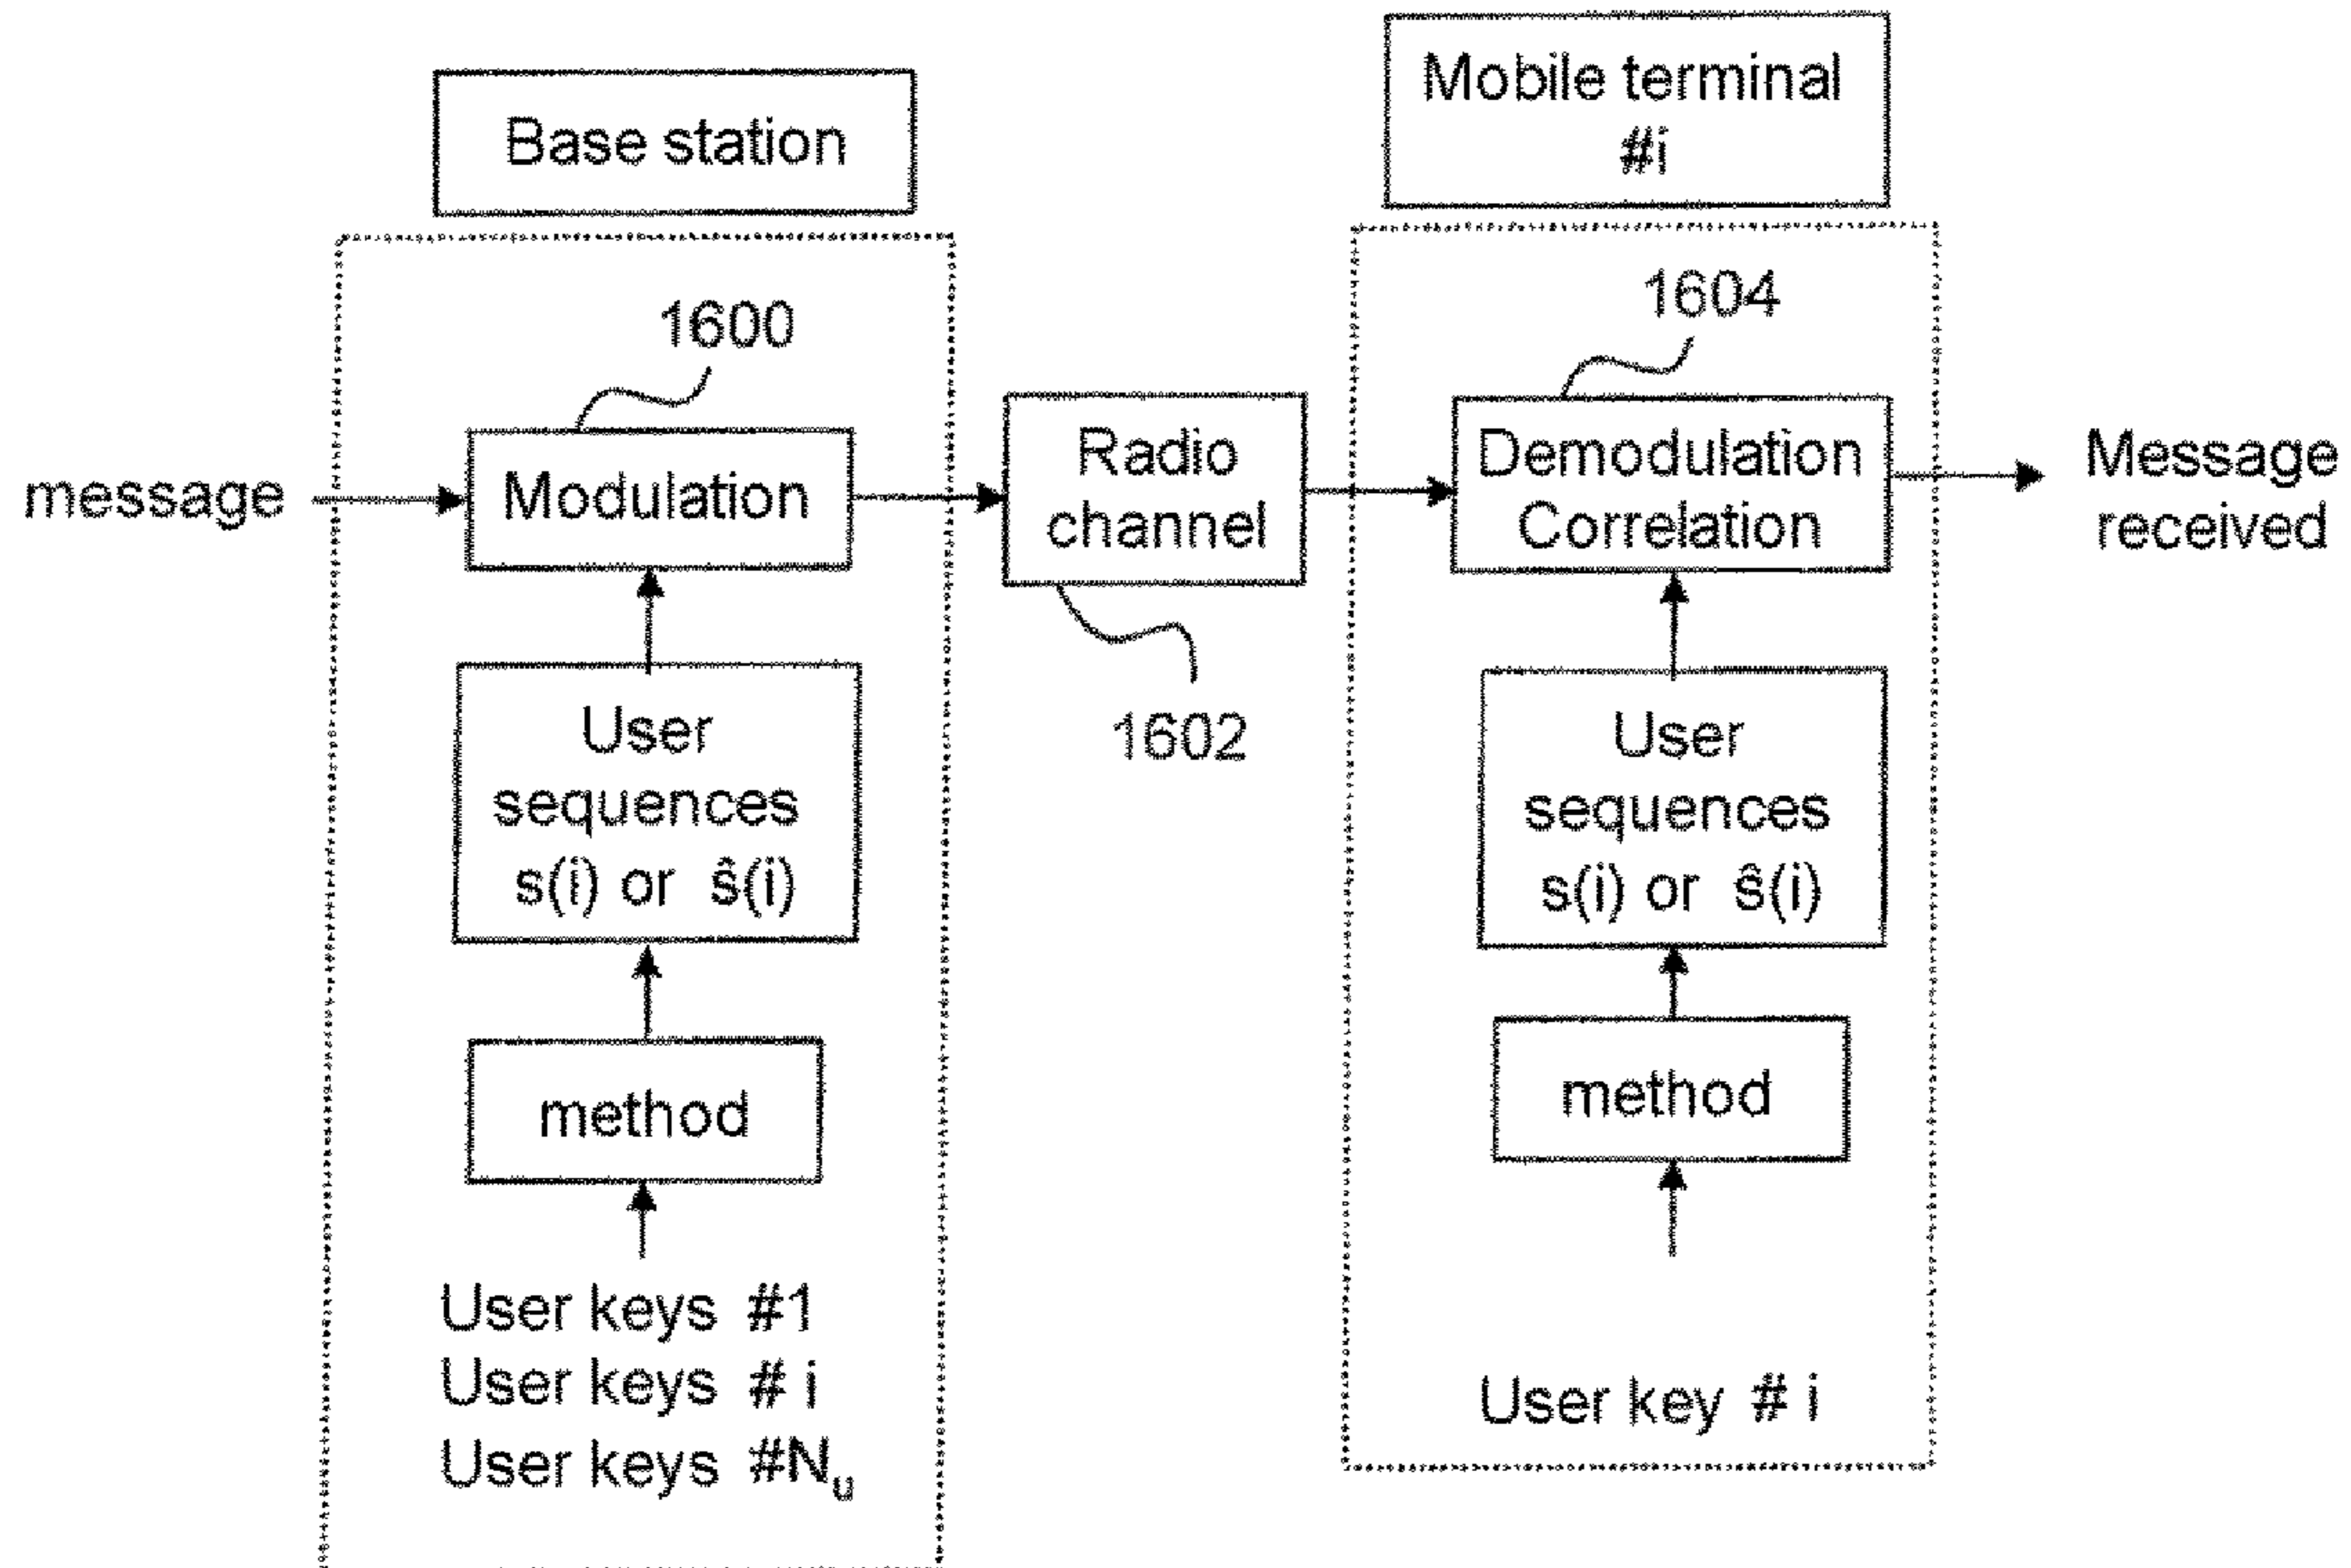 Base station
Mobile terminal
#i
1600
1604
message
Modulation
Radio
channel
Demodulation
Correlation
Message
received
1602
User
sequences
s(i) or ŝ(i)
User
sequences
s(i) or ŝ(i)
method
method
User keys #1
User keys # i
User keys #Nᵤ
User key # i